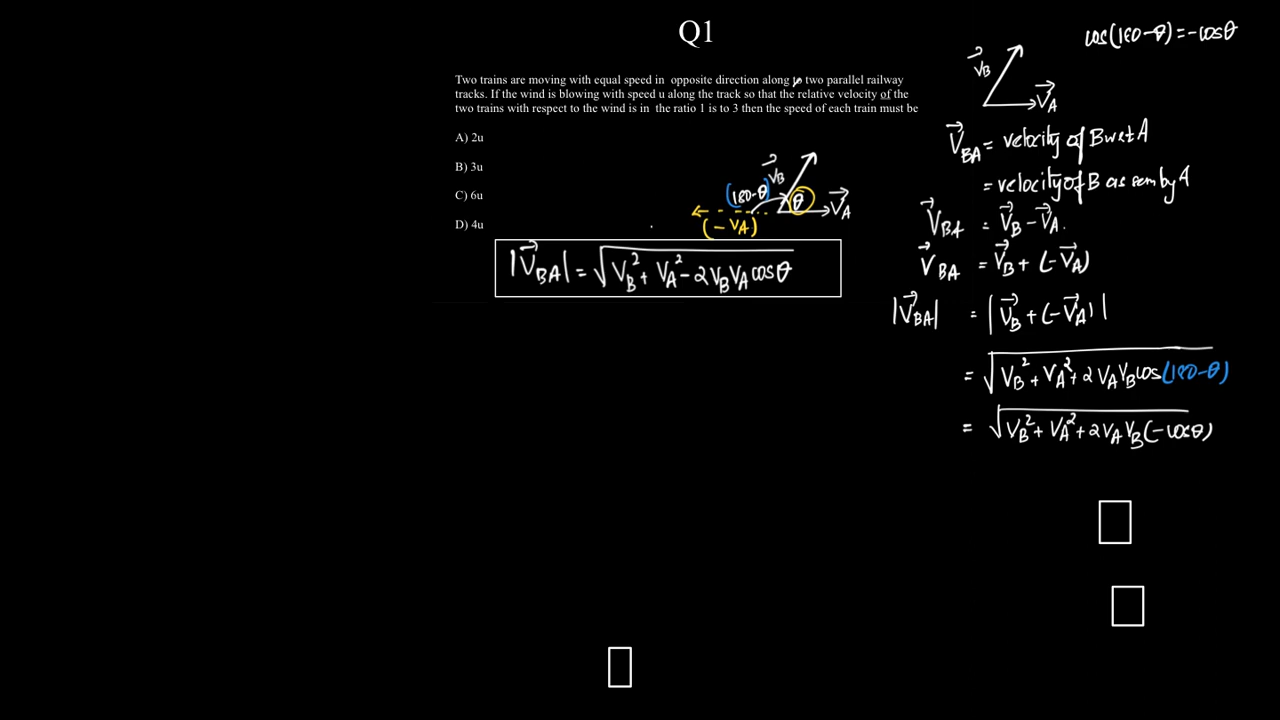 Q1
Two trains are moving with equal speed in opposite direction along two parallel railway
tracks. If the wind is blowing with speed u along the track so that the relative velocity of the
two trains with respect to the wind is in the ratio 1 is to 3 then the speed of each train must be
A) 2u
B) 3u
C) 6u
D) 4u
V⃗B
(180-θ)
θ
V⃗A
(-VA)
|V⃗BA| = √(VB² + VA² - 2VBVA cosθ)
cos(180-θ) = -cosθ
V⃗B
V⃗A
V⃗BA = velocity of B wrt A
= velocity of B as seen by A
V⃗BA = V⃗B - V⃗A.
V⃗BA = V⃗B + (-V⃗A)
|V⃗BA| = |V⃗B + (-V⃗A)|
= √(VB² + VA² + 2VAVB cos(180-θ)
= √(VB² + VA² + 2VAVB(-cosθ)